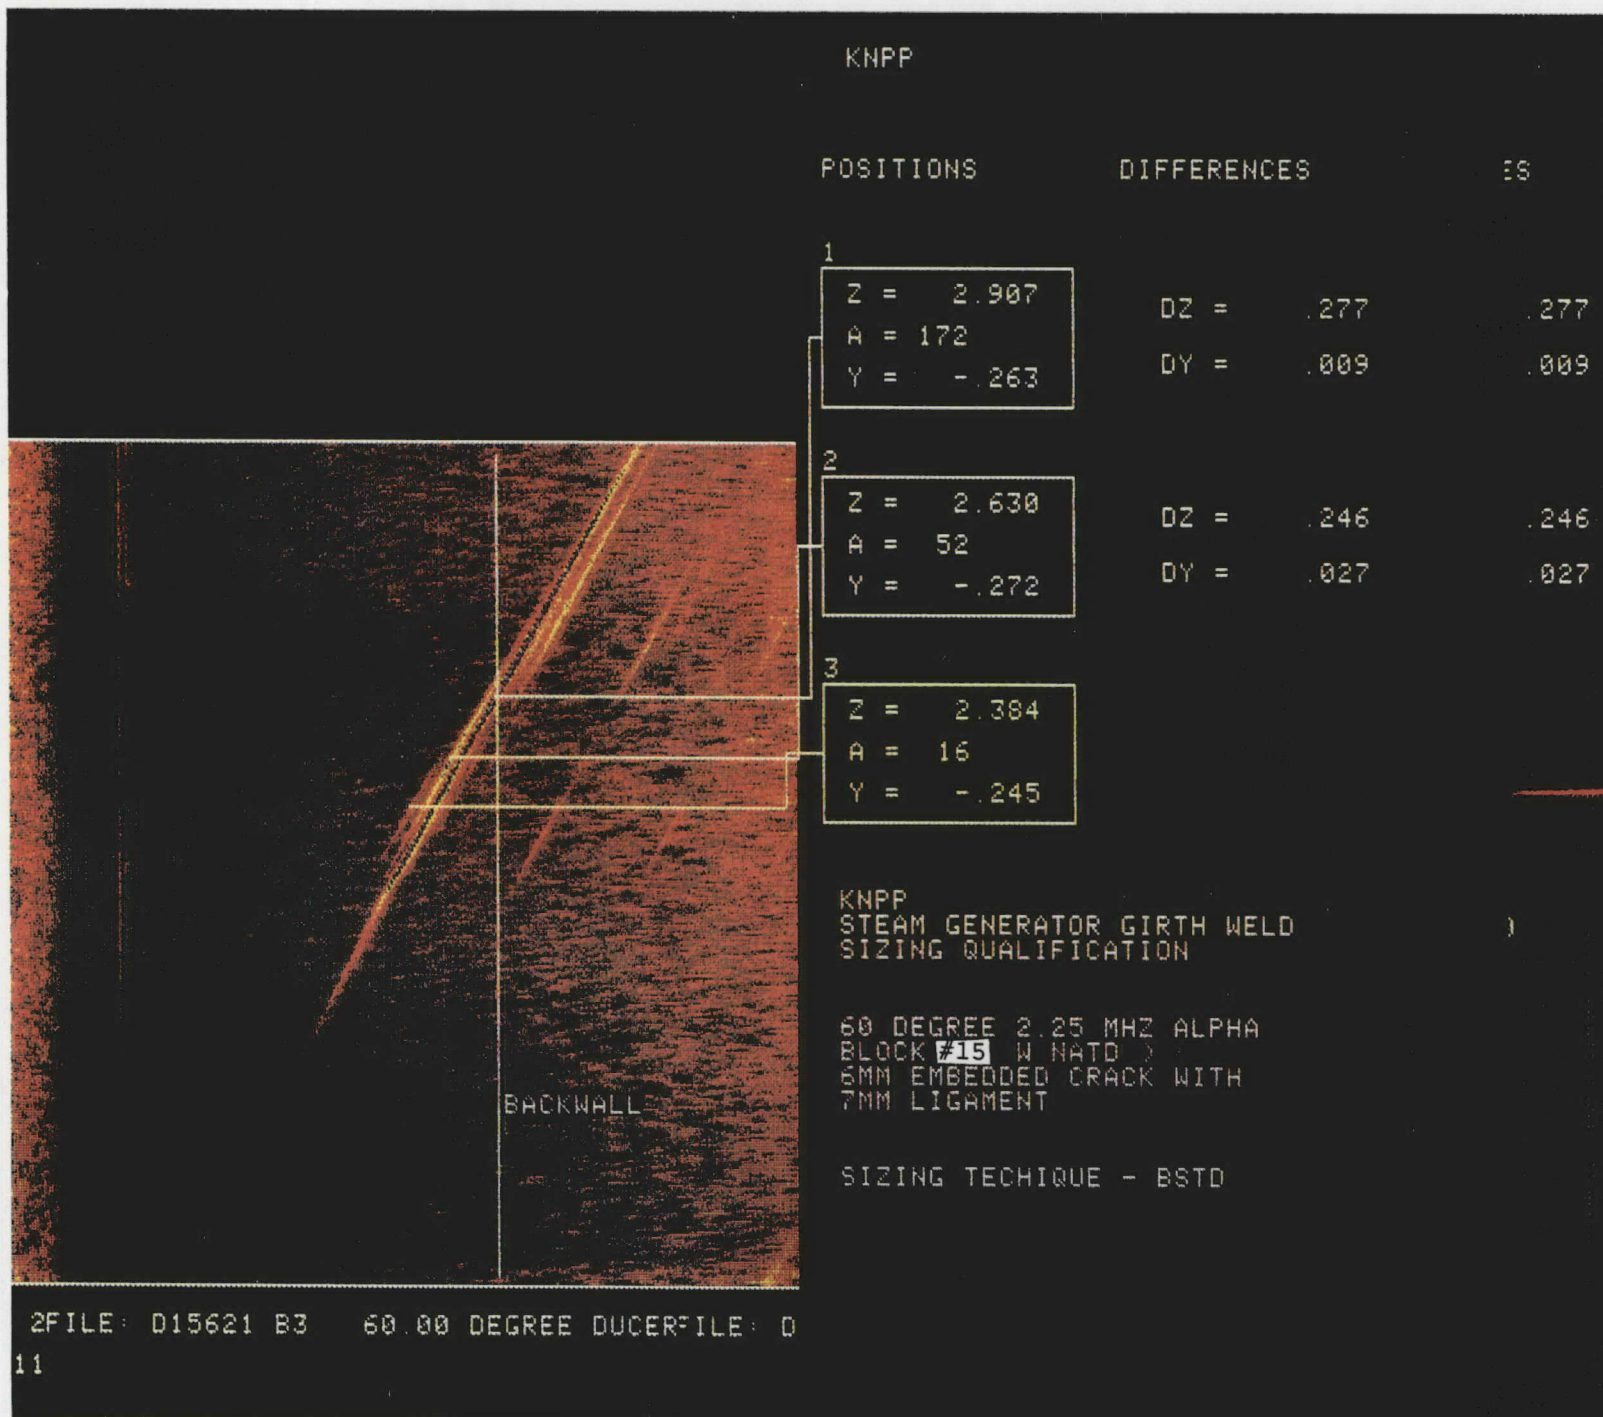 KNPP
POSITIONS DIFFERENCES ES
1
Z = 2.907
A = 172
Y = -.263
DZ = .277 .277
DY = .009 .009
2
Z = 2.630
A = 52
Y = -.272
DZ = .246 .246
DY = .027 .027
3
Z = 2.384
A = 16
Y = -.245
KNPP
STEAM GENERATOR GIRTH WELD )
SIZING QUALIFICATION
60 DEGREE 2.25 MHZ ALPHA
BLOCK #15 W NATD )
6MM EMBEDDED CRACK WITH
7MM LIGAMENT
BACKWALL
SIZING TECHIQUE - BSTD
2FILE: D15621 B3 60.00 DEGREE DUCERFILE: D
11